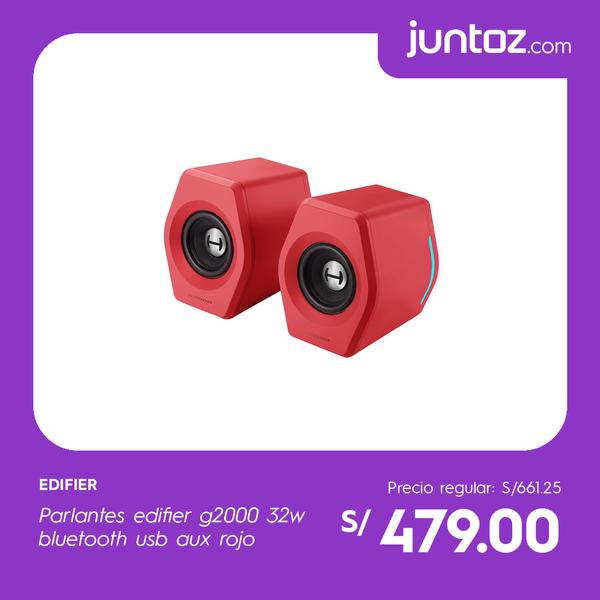 juntoz.com
EDIFIER
Parlantes edifier g2000 32w
bluetooth usb aux rojo
Precio regular: S/661.25
S/ 479.00